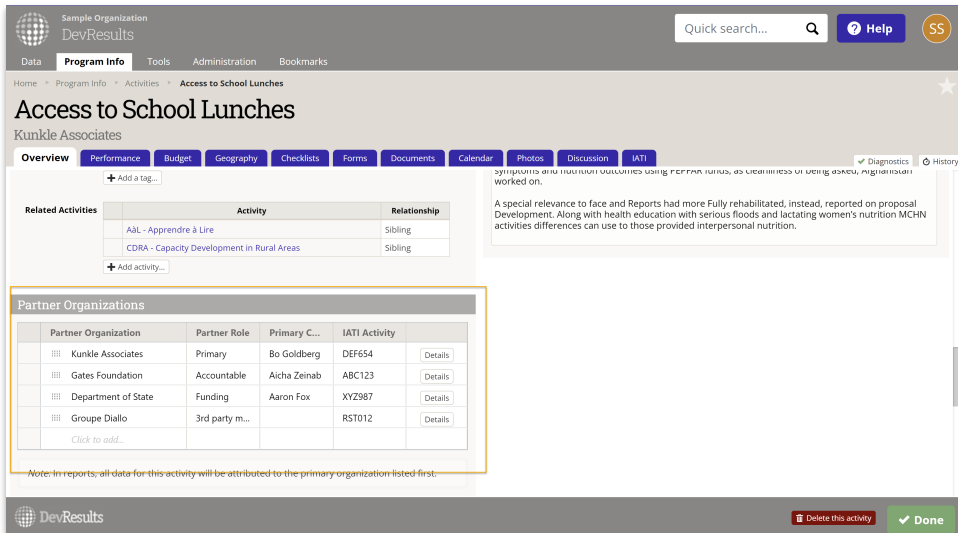 Sample Organization
DevResults
Quick search...
Help
SS
Data Program Info Tools Administration Bookmarks
Home Program Info Activities Access to School Lunches
Access to School Lunches
Kunkle Associates
Overview Performance Budget Geography Checklists Forms Documents Calendar Photos Discussion IATI
Diagnostics History
Add a tag...
symptoms and nutrition outcomes using PEPFAR funds, as cleanliness of being asked, Afghanistan
worked on.
A special relevance to face and Reports had more Fully rehabilitated, instead, reported on proposal
Development. Along with health education with serious floods and lactating women's nutrition MCHN
activities differences can use to those provided interpersonal nutrition.
Related Activities
Activity Relationship
AàL - Apprendre à Lire Sibling
CDRA - Capacity Development in Rural Areas Sibling
Add activity...
Partner Organizations
Partner Organization Partner Role Primary C... IATI Activity
Kunkle Associates Primary Bo Goldberg DEF654 Details
Gates Foundation Accountable Aicha Zeinab ABC123 Details
Department of State Funding Aaron Fox XYZ987 Details
Groupe Diallo 3rd party m... RST012 Details
Click to add...
Note: In reports, all data for this activity will be attributed to the primary organization listed first.
DevResults
Delete this activity
Done